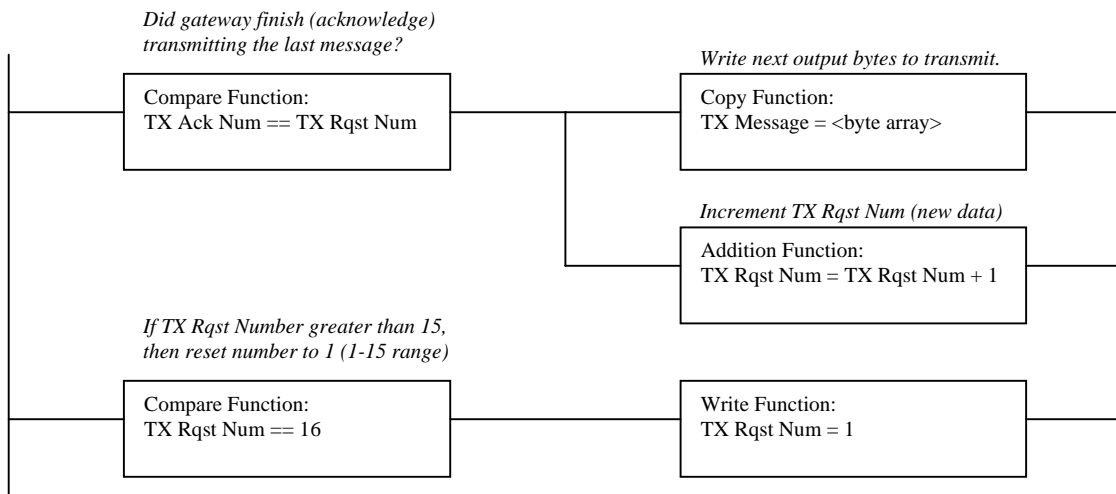 Did gateway finish (acknowledge)
transmitting the last message?
Compare Function:
TX Ack Num == TX Rqst Num
Write next output bytes to transmit.
Copy Function:
TX Message = <byte array>
Increment TX Rqst Num (new data)
Addition Function:
TX Rqst Num = TX Rqst Num + 1
If TX Rqst Number greater than 15,
then reset number to 1 (1-15 range)
Compare Function:
TX Rqst Num == 16
Write Function:
TX Rqst Num = 1